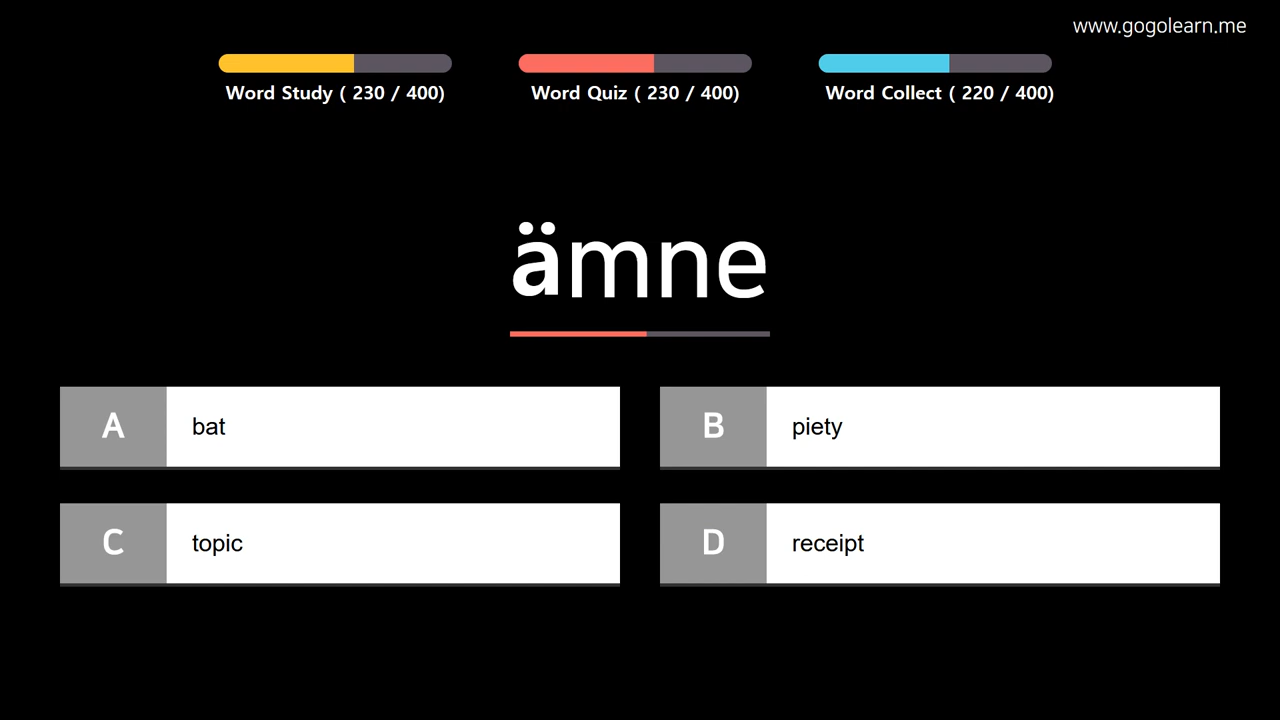 www.gogolearn.me
Word Study ( 230 / 400)
Word Quiz ( 230 / 400)
Word Collect ( 220 / 400)
ämne
A bat
B piety
C topic
D receipt